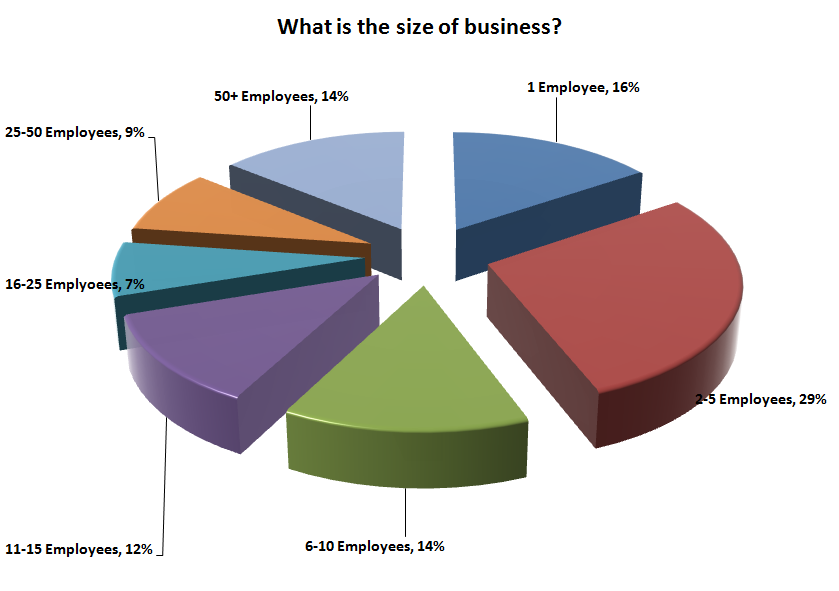 What is the size of business?
1 Employee, 16%
50+ Employees, 14%
25-50 Employees, 9%
16-25 Emplyoees, 7%
2-5 Employees, 29%
11-15 Employees, 12%
6-10 Employees, 14%